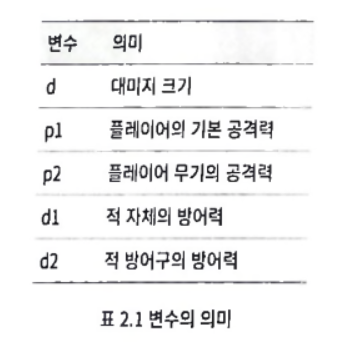 변수 의미
d 대미지 크기
p1 플레이어의 기본 공격력
p2 플레이어 무기의 공격력
d1 적 자체의 방어력
d2 적 방어구의 방어력
표 2.1 변수의 의미